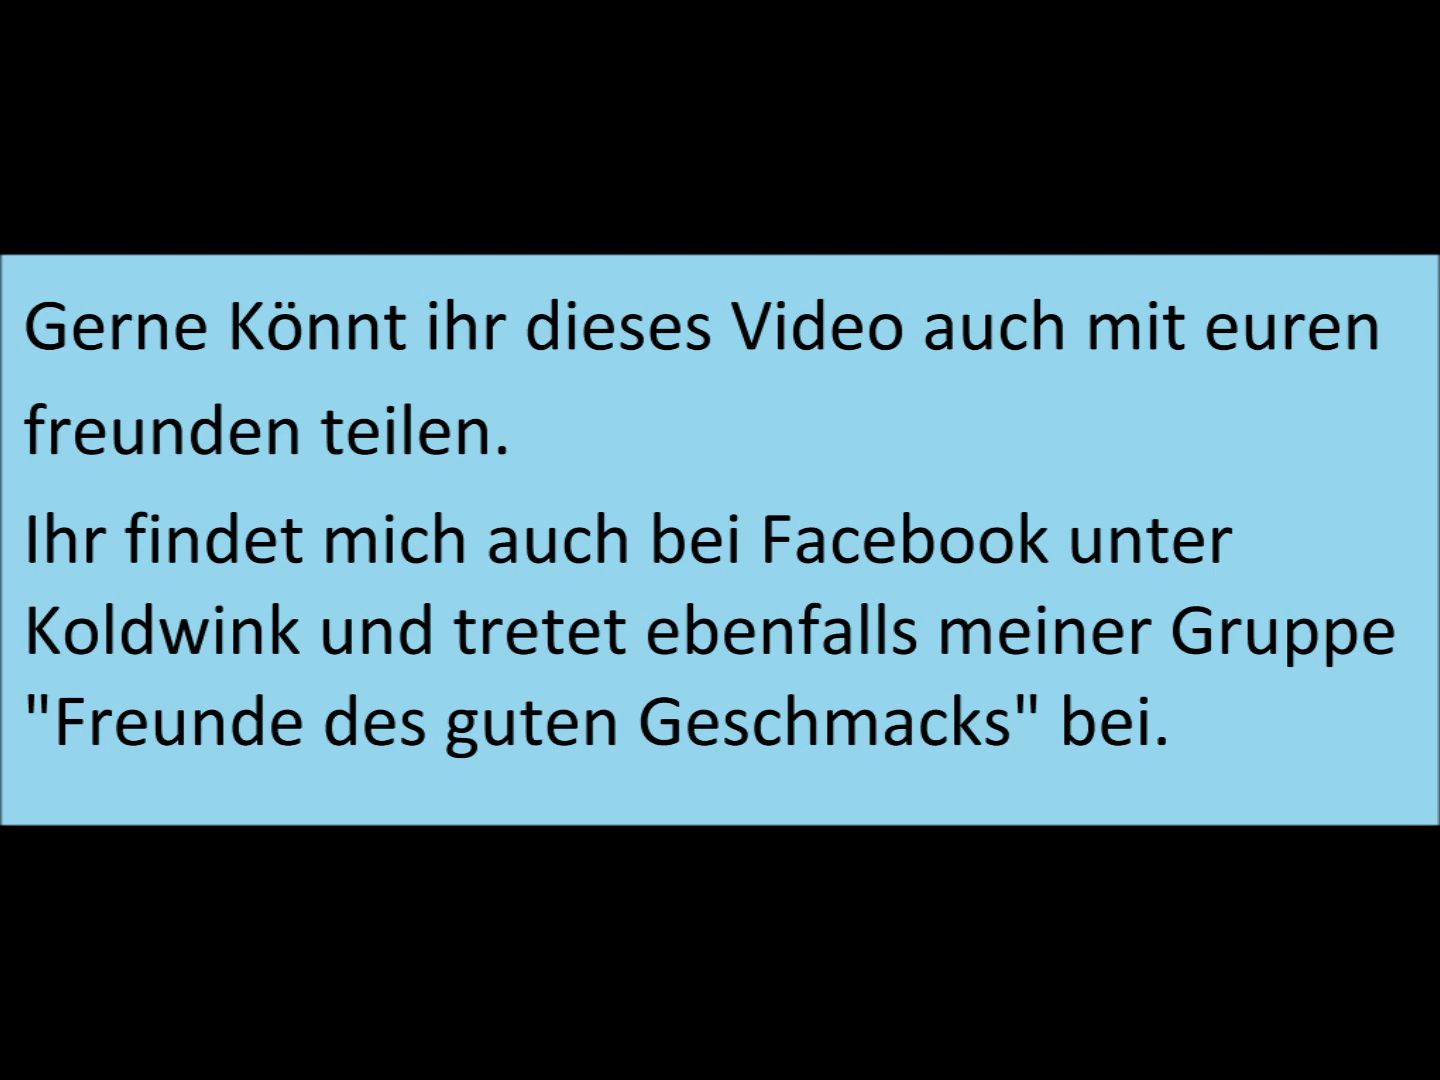 Gerne Könnt ihr dieses Video auch mit euren
freunden teilen.
Ihr findet mich auch bei Facebook unter
Koldwink und tretet ebenfalls meiner Gruppe
"Freunde des guten Geschmacks" bei.